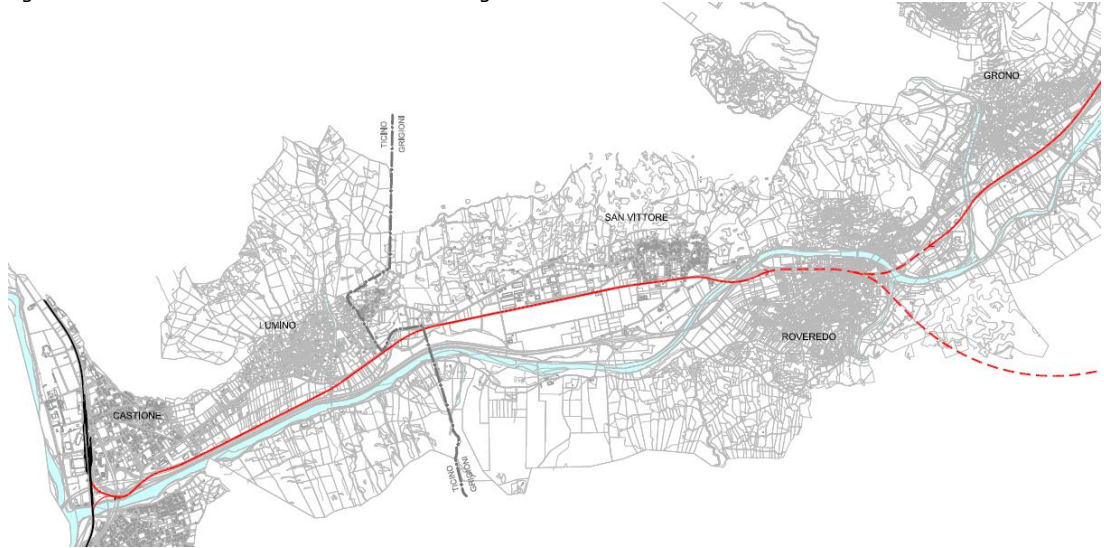 GRONO
TICINO
GRIGIONI
SAN VITTORE
LUMINO
ROVEREDO
CASTIONE
TICINO
GRIGIONI